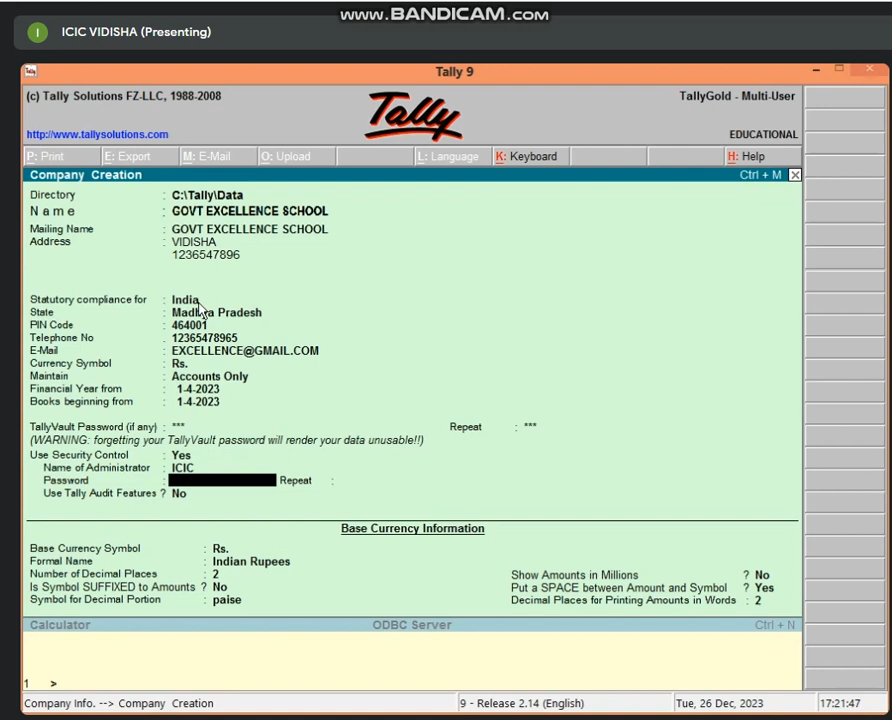 www.BANDICAM.com
I ICIC VIDISHA (Presenting)
Tally 9
(c) Tally Solutions FZ-LLC, 1988-2008
Tally
TallyGold - Multi-User
http://www.tallysolutions.com
EDUCATIONAL
P: Print E: Export M: E-Mail O: Upload L: Language K: Keyboard H: Help
Company Creation Ctrl + M
Directory : C:\Tally\Data
Name : GOVT EXCELLENCE SCHOOL
Mailing Name : GOVT EXCELLENCE SCHOOL
Address : VIDISHA
1236547896
Statutory compliance for : India
State : Madhya Pradesh
PIN Code : 464001
Telephone No : 12365478965
E-Mail : EXCELLENCE@GMAIL.COM
Currency Symbol : Rs.
Maintain : Accounts Only
Financial Year from : 1-4-2023
Books beginning from : 1-4-2023
TallyVault Password (if any) : *** Repeat : ***
(WARNING: forgetting your TallyVault password will render your data unusable!!)
Use Security Control : Yes
Name of Administrator : ICIC
Password : Repeat :
Use Tally Audit Features ? No
Base Currency Information
Base Currency Symbol : Rs.
Formal Name : Indian Rupees
Number of Decimal Places : 2
Is Symbol SUFFIXED to Amounts ? No
Symbol for Decimal Portion : paise
Show Amounts in Millions ? No
Put a SPACE between Amount and Symbol ? Yes
Decimal Places for Printing Amounts in Words : 2
Calculator ODBC Server Ctrl + N
1 >
Company Info. --> Company Creation 9 - Release 2.14 (English) Tue, 26 Dec, 2023 17:21:47